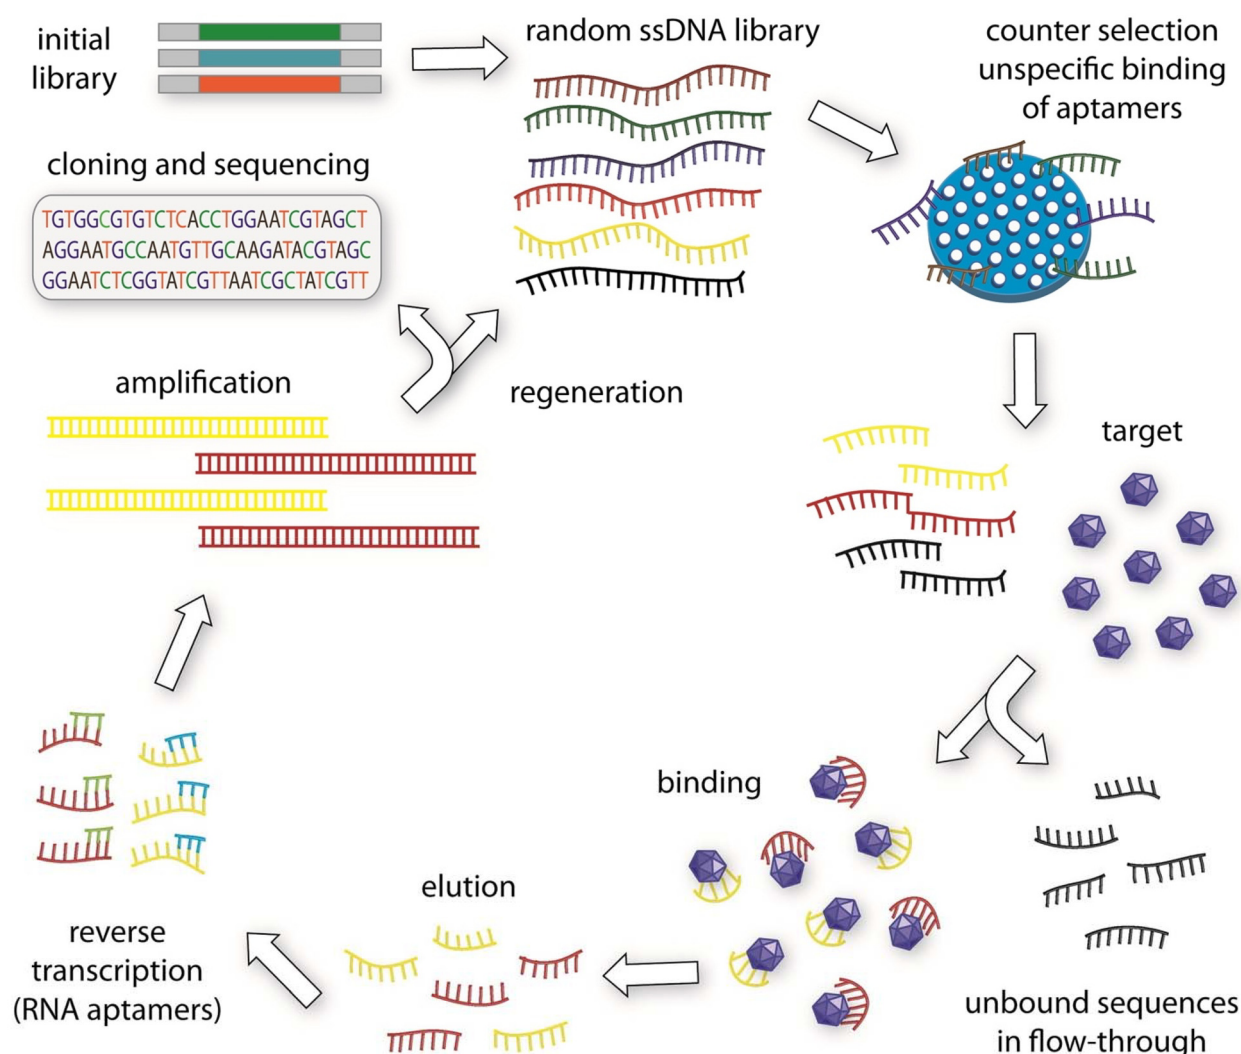 initial
library
random ssDNA library
counter selection
unspecific binding
of aptamers
cloning and sequencing
TGTGGCGTGTCTCACCTGGAATCGTAGCT
AGGAATGCCAATGTTGCAAGATACGTAGC
GGAATCTCGGTATCGTTAATCGCTATCGTT
amplification
regeneration
target
binding
elution
reverse
transcription
(RNA aptamers)
unbound sequences
in flow-through